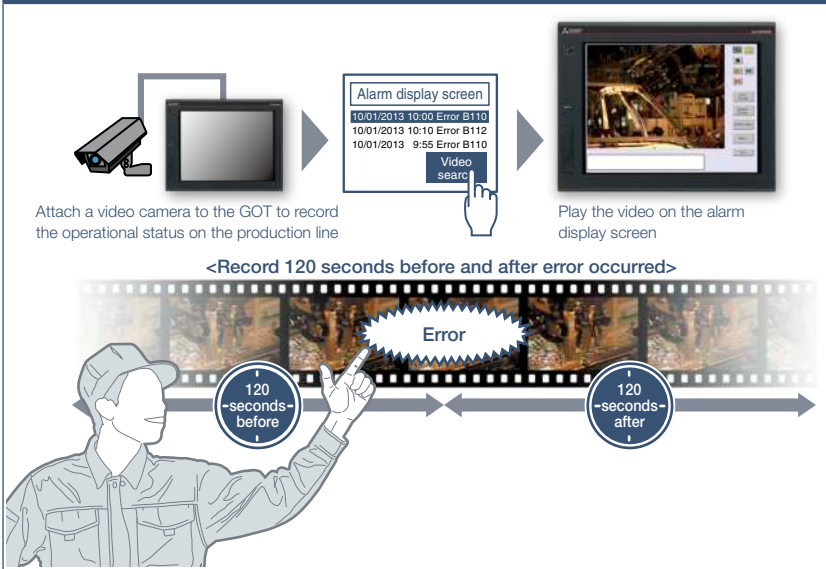 Alarm display screen
10/01/2013 10:00 Error B110
10/01/2013 10:10 Error B112
10/01/2013 9:55 Error B110
Video
searc
Attach a video camera to the GOT to record
the operational status on the production line
Play the video on the alarm
display screen
<Record 120 seconds before and after error occurred>
Error
120
seconds
before
120
seconds
after